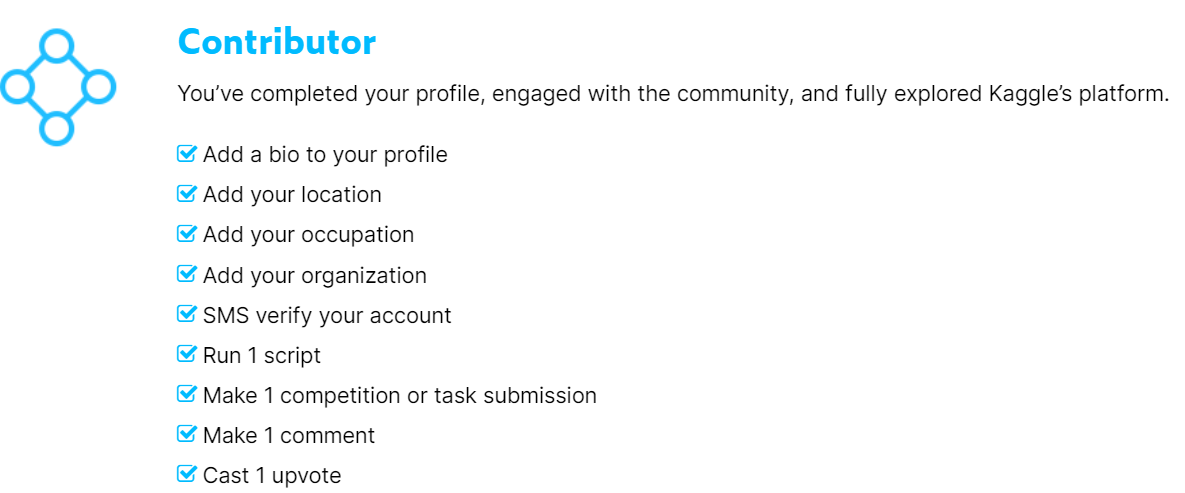 Contributor
You’ve completed your profile, engaged with the community, and fully explored Kaggle’s platform.
Add a bio to your profile
Add your location
Add your occupation
Add your organization
SMS verify your account
Run 1 script
Make 1 competition or task submission
Make 1 comment
Cast 1 upvote